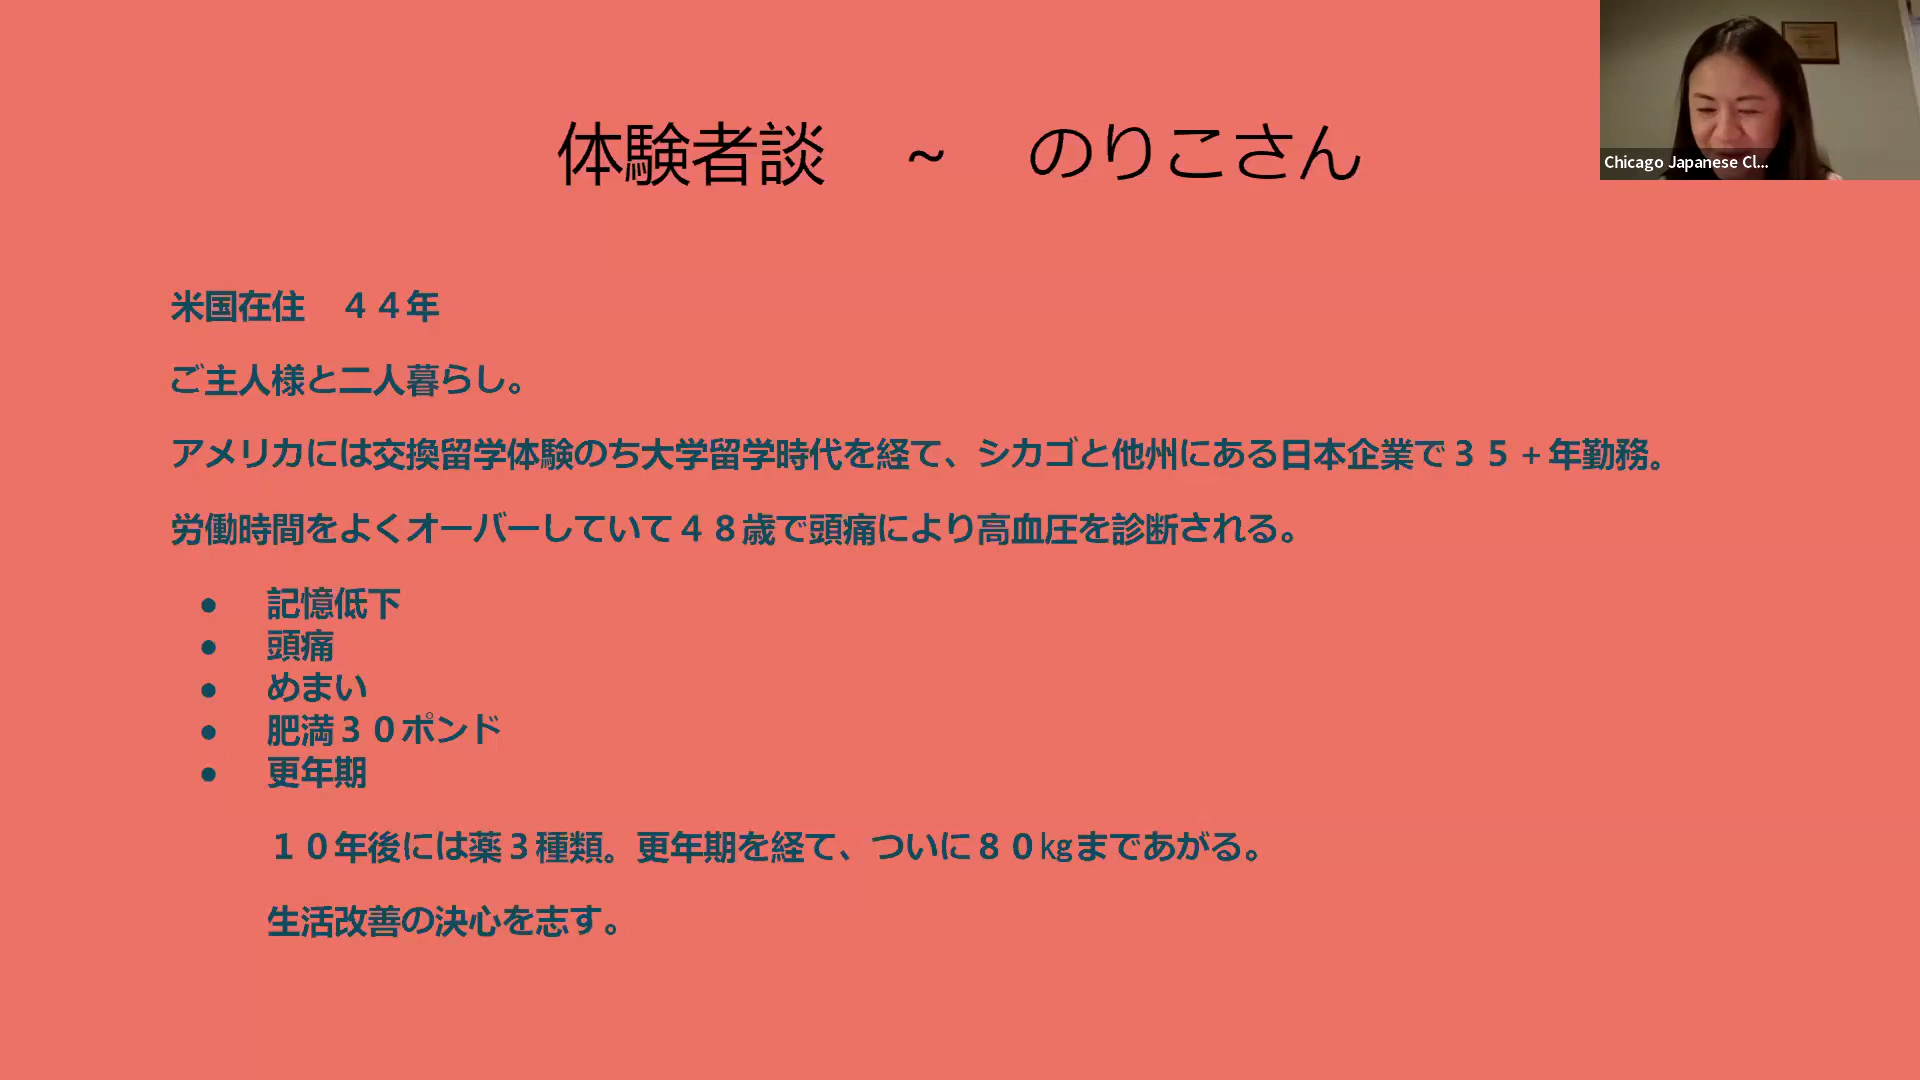 体験者談　~　のりこさん
Chicago Japanese Cl...
米国在住　４４年
ご主人様と二人暮らし。
アメリカには交換留学体験のち大学留学時代を経て、シカゴと他州にある日本企業で３５+年勤務。
労働時間をよくオーバーしていて４８歳で頭痛により高血圧を診断される。
● 記憶低下
● 頭痛
● めまい
● 肥満３０ポンド
● 更年期
１０年後には薬３種類。更年期を経て、ついに８０㎏まであがる。
生活改善の決心を志す。